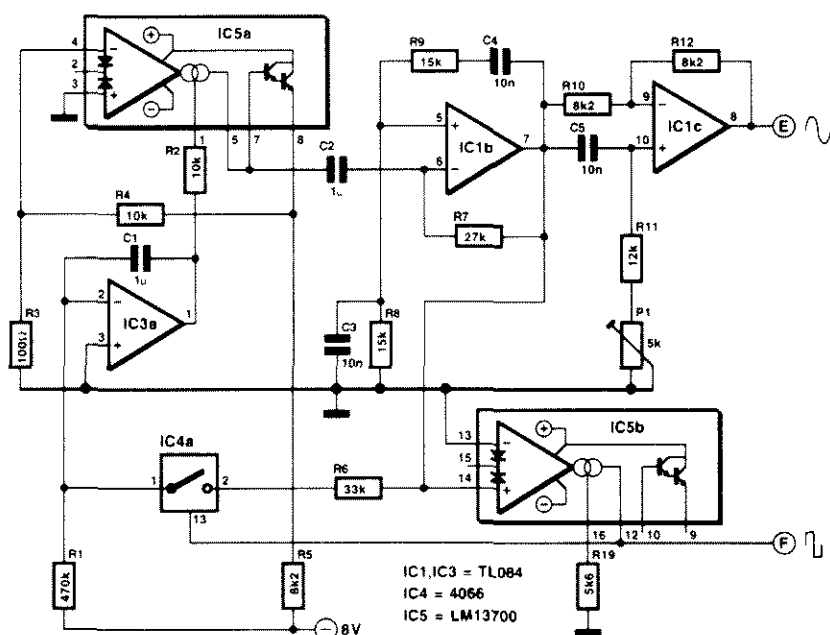 IC5a
4
2
3
1
5
7
8
R2
10k
R4
10k
C1
1u
2
3
1
IC3a
R3
100Ω
C2
1u
R9
15k
C4
10n
5
6
7
IC1b
R7
27k
C3
10n
R8
15k
R10
8k2
C5
10n
R12
8k2
9
10
8
IC1c
E
R11
12k
P1
5k
IC4a
1
2
13
R6
33k
IC5b
13
15
14
16
12
10
9
F
R19
5k6
R1
470k
R5
8k2
8V
IC1,IC3 = TL084
IC4 = 4066
IC5 = LM13700